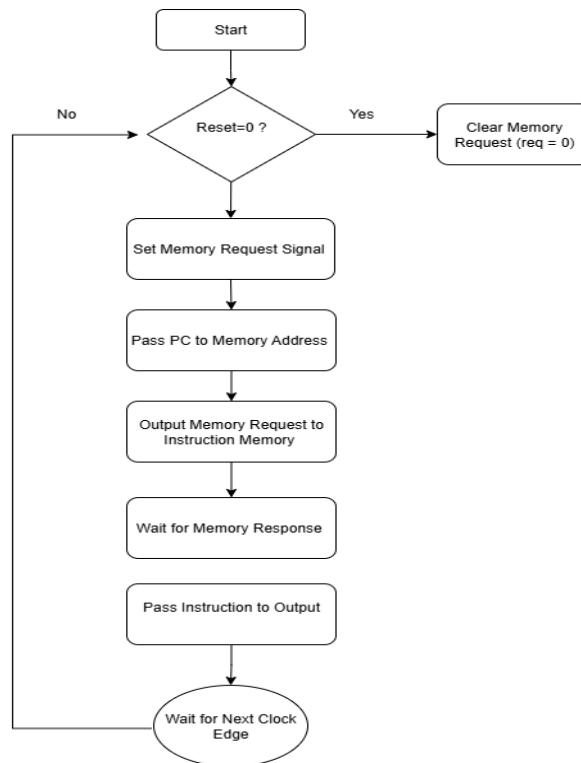 Start
No
Reset=0 ?
Yes
Clear Memory
Request (req = 0)
Set Memory Request Signal
Pass PC to Memory Address
Output Memory Request to
Instruction Memory
Wait for Memory Response
Pass Instruction to Output
Wait for Next Clock
Edge